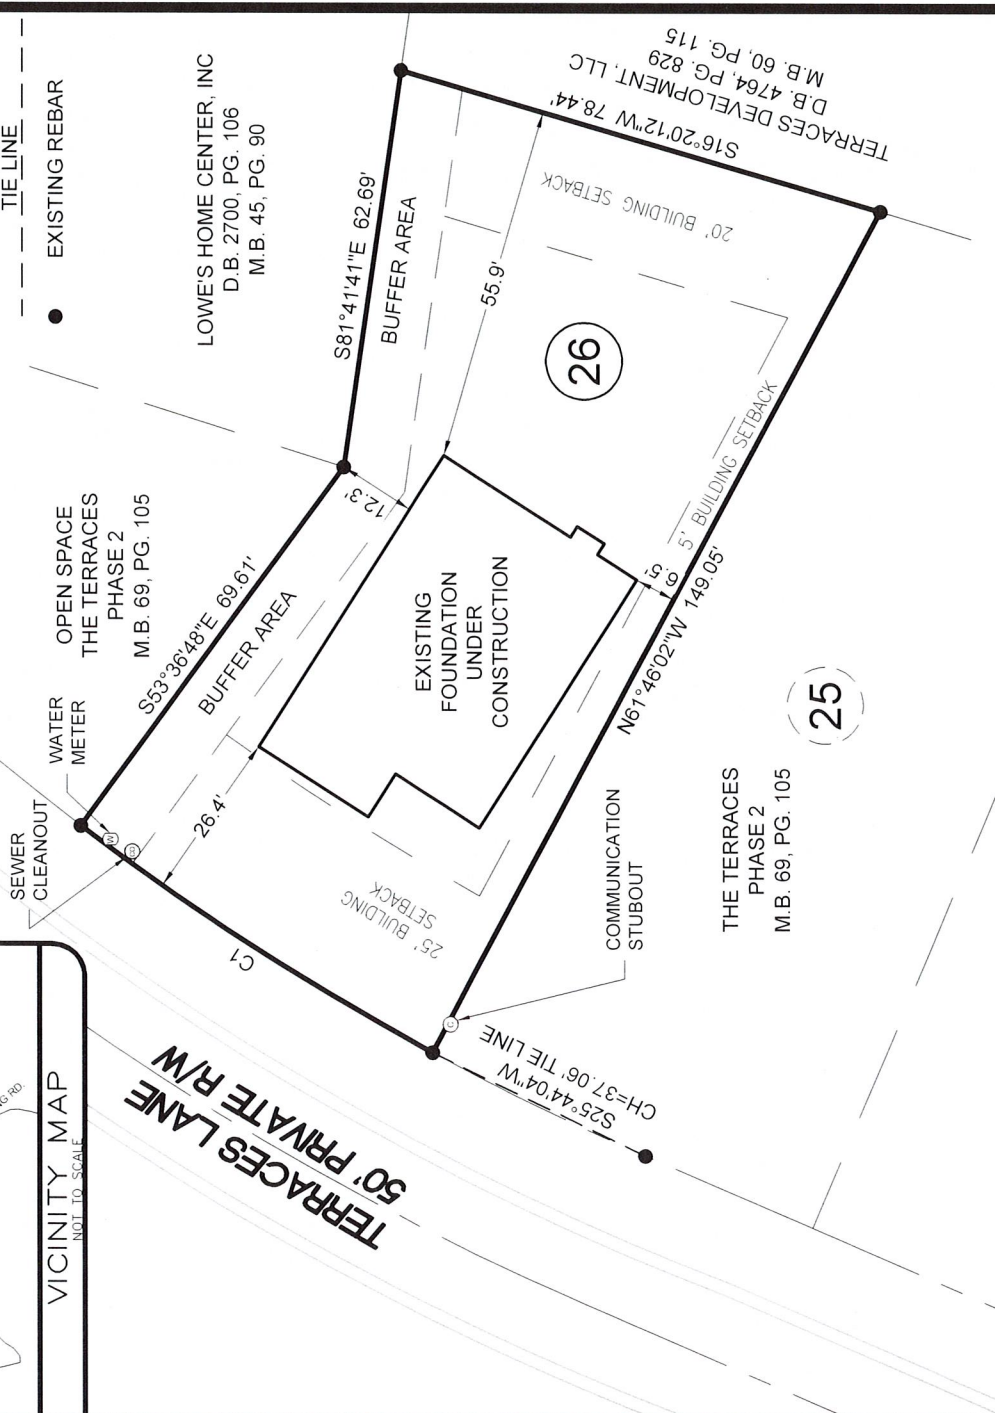 TIE LINE
EXISTING REBAR
LOWE'S HOME CENTER, INC
D.B. 2700, PG. 106
M.B. 45, PG. 90
TERRACES DEVELOPMENT, LLC
D.B. 4764, PG. 829
M.B. 60, PG. 115
S16°20'12"W 78.44'
S81°41'41"E 62.69'
BUFFER AREA
20' BUILDING SETBACK
55.9'
26
OPEN SPACE
THE TERRACES
PHASE 2
M.B. 69, PG. 105
S53°36'48"E 69.61'
BUFFER AREA
12.3'
EXISTING
FOUNDATION
UNDER
CONSTRUCTION
5' BUILDING SETBACK
6.5'
N61°46'02"W 149.05'
WATER
METER
SEWER
CLEANOUT
W
26.4'
25' BUILDING
SETBACK
C1
COMMUNICATION
STUBOUT
C
25
THE TERRACES
PHASE 2
M.B. 69, PG. 105
S25°44'04"W
CH=37.06' TIE LINE
TERRACES LANE
50' PRIVATE R/W
VICINITY MAP
NOT TO SCALE
RD.